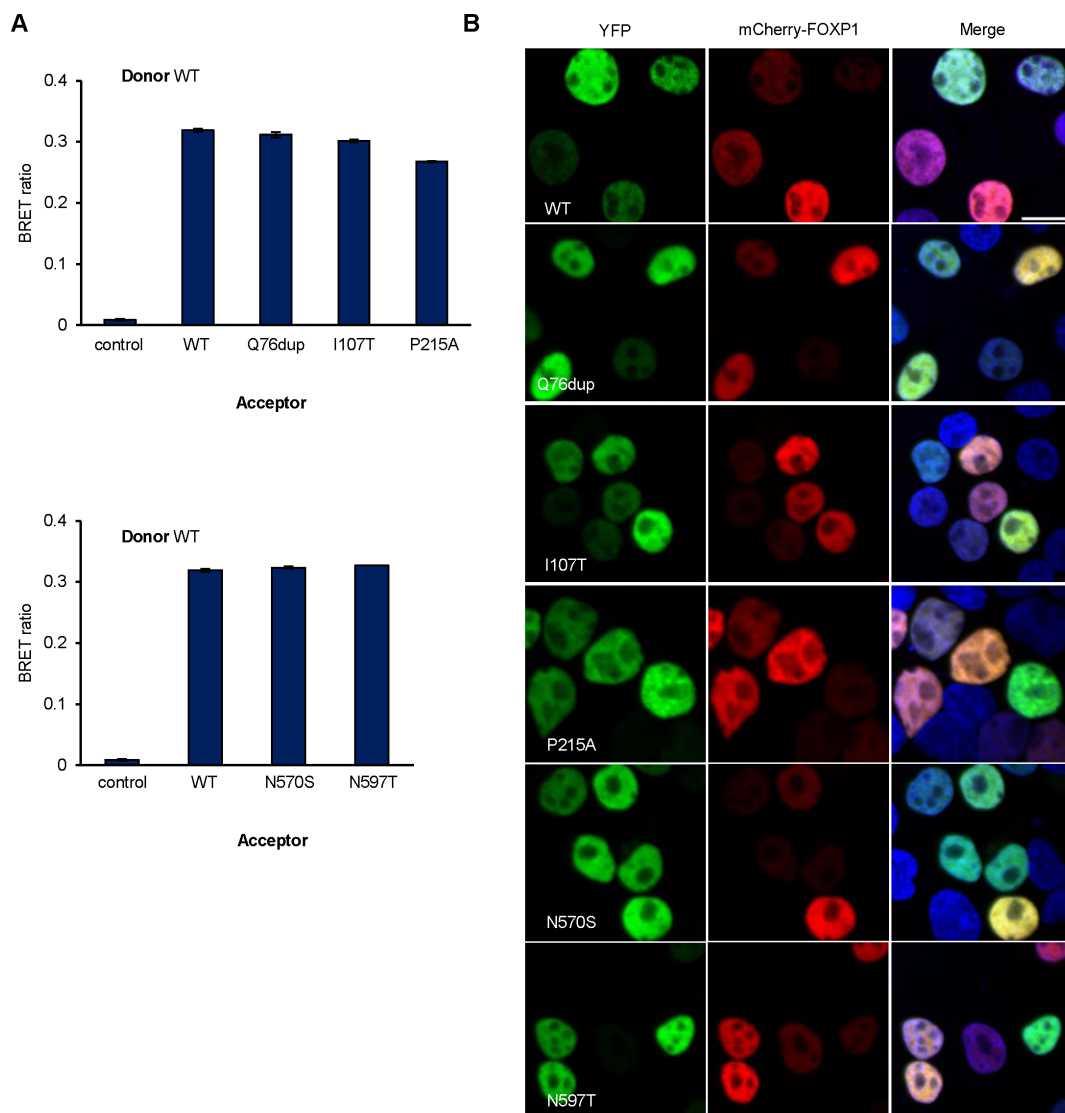 A
Donor WT
0.4
0.3
0.2
0.1
0
BRET ratio
control WT Q76dup I107T P215A
Acceptor
Donor WT
0.4
0.3
0.2
0.1
0
BRET ratio
control WT N570S N597T
Acceptor
B
YFP mCherry-FOXP1 Merge
WT
Q76dup
I107T
P215A
N570S
N597T